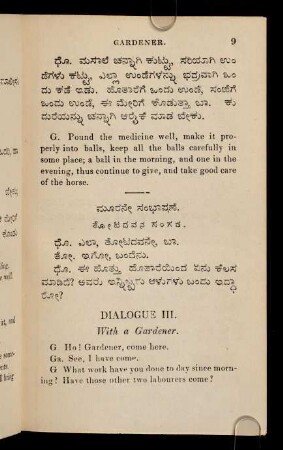 GARDENER. 9
ಧೊ. ಮಸಾಲೆ ಚನ್ನಾಗಿ ಕುಟ್ಟು, ಸರಿಯಾಗಿ ಉಂ
ಡೆಗಳು ಕಟ್ಟು, ಎಲ್ಲಾ ಉಂಡೆಗಳನ್ನು ಭದ್ರವಾಗಿ ಒಂ
ದು ಕಡೆ ಇಡು. ಹೊತಾರೆಗೆ ಒಂದು ಉಂಡೆ, ಸಂಜೆಗೆ
ಒಂದು ಉಂಡೆ, ಈ ಮೇರಿಗೆ ಕೊಡುತ್ತಾ ಬಾ. ಕು
ದುರೆಯನ್ನು ಚನ್ನಾಗಿ ಆರೈಕೆ ಮಾಡ ಬೇಕು.
G. Pound the medicine well, make it pro-
perly into balls, keep all the balls carefully in
some place; a ball in the morning, and one in the
evening, thus continue to give, and take good care
of the horse.
ಮೂರನೇ ಸಂಭಾಷಣೆ.
ತೋಟದವನ ಸಂಗಡ.
ಧೊ. ಎಲಾ, ತೋಟದವನೇ, ಬಾ.
ತೋ. ಇಗೋ, ಬಂದೆನು.
ಧೊ. ಈ ಹೊತ್ತು ಹೊತಾರೆಯಿಂದ ಏನು ಕೆಲಸ
ಮಾಡಿದೆ? ಅವರು ಇನ್ನಿಬ್ಬರು ಆಳುಗಳು ಬಂದು ಇದ್ದಾ
ರೋ?
DIALOGUE III.
With a Gardener.
G. Ho! Gardener, come here.
Ga. See, I have come.
G What work have you done to day since morn-
ing? Have those other two labourers come?